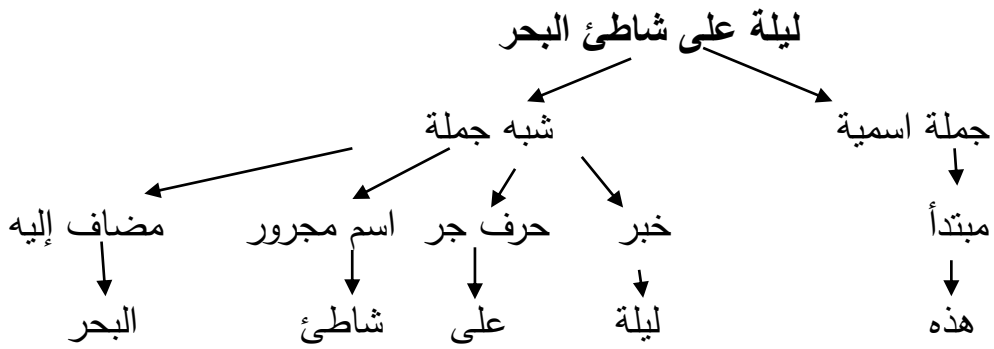 ليلة على شاطئ البحر
جملة اسمية شبه جملة
مبتدأ خبر حرف جر اسم مجرور مضاف إليه
هذه ليلة على شاطئ البحر